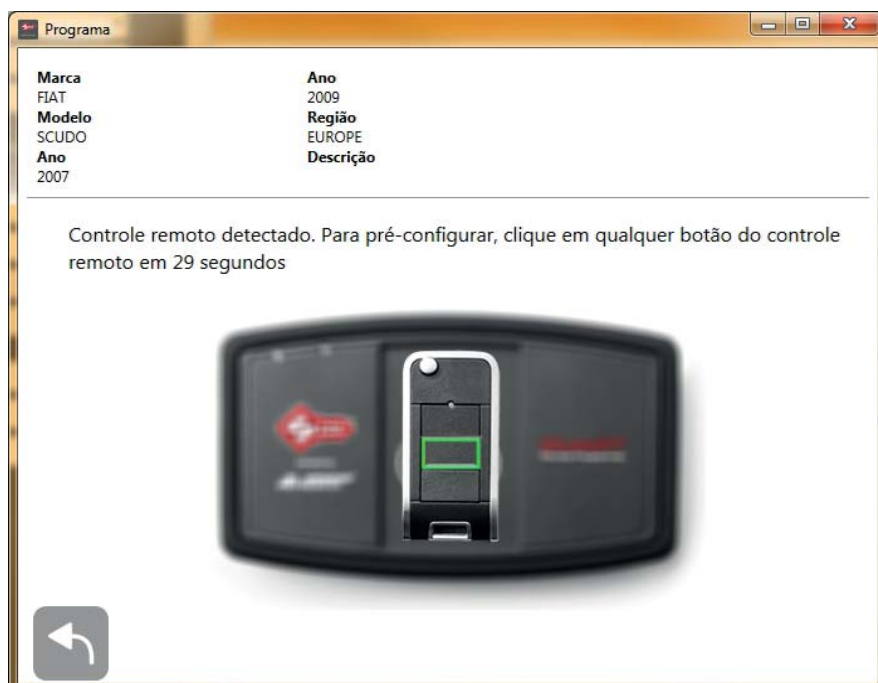 Programa
Marca
FIAT
Modelo
SCUDO
Ano
2007
Ano
2009
Região
EUROPE
Descrição
Controle remoto detectado. Para pré-configurar, clique em qualquer botão do controle
remoto em 29 segundos